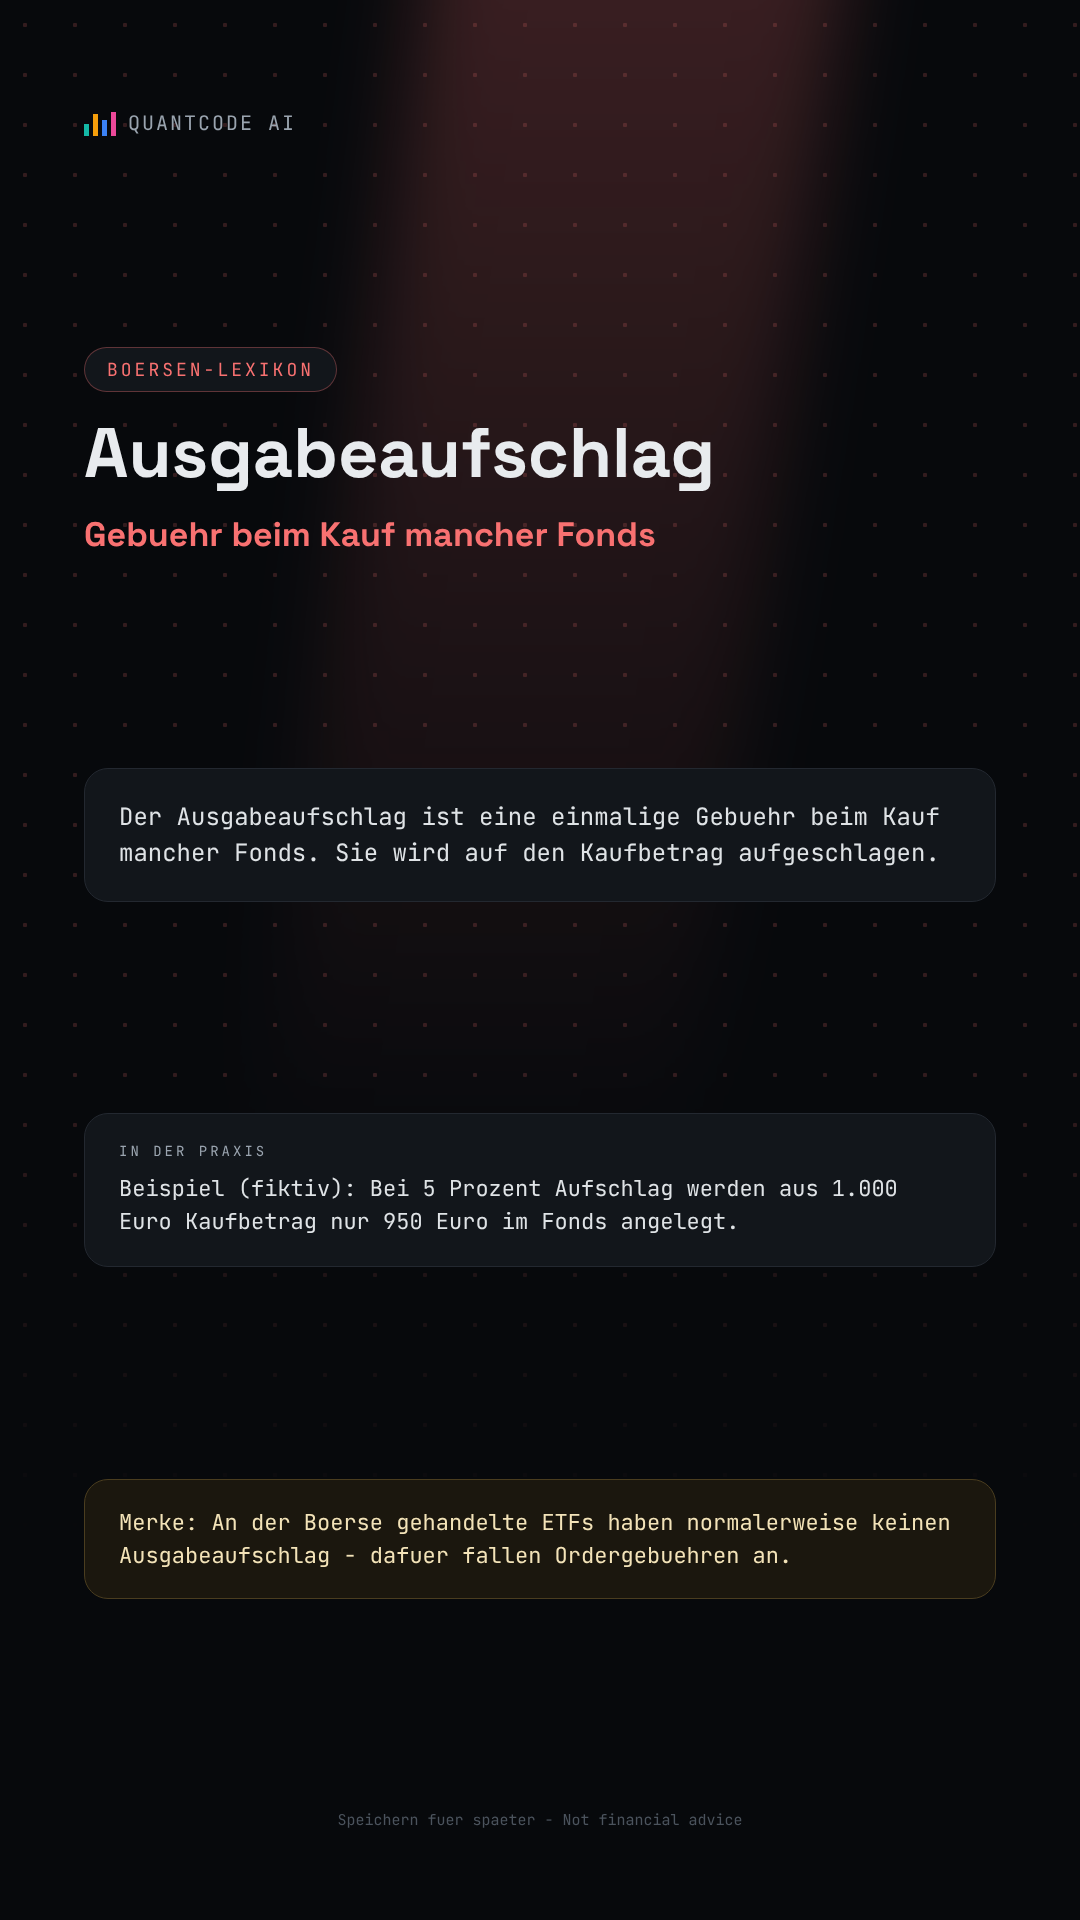 QUANTCODE AI
BOERSEN-LEXIKON
Ausgabeaufschlag
Gebuehr beim Kauf mancher Fonds
Der Ausgabeaufschlag ist eine einmalige Gebuehr beim Kauf
mancher Fonds. Sie wird auf den Kaufbetrag aufgeschlagen.
IN DER PRAXIS
Beispiel (fiktiv): Bei 5 Prozent Aufschlag werden aus 1.000
Euro Kaufbetrag nur 950 Euro im Fonds angelegt.
Merke: An der Boerse gehandelte ETFs haben normalerweise keinen
Ausgabeaufschlag - dafuer fallen Ordergebuehren an.
Speichern fuer spaeter - Not financial advice